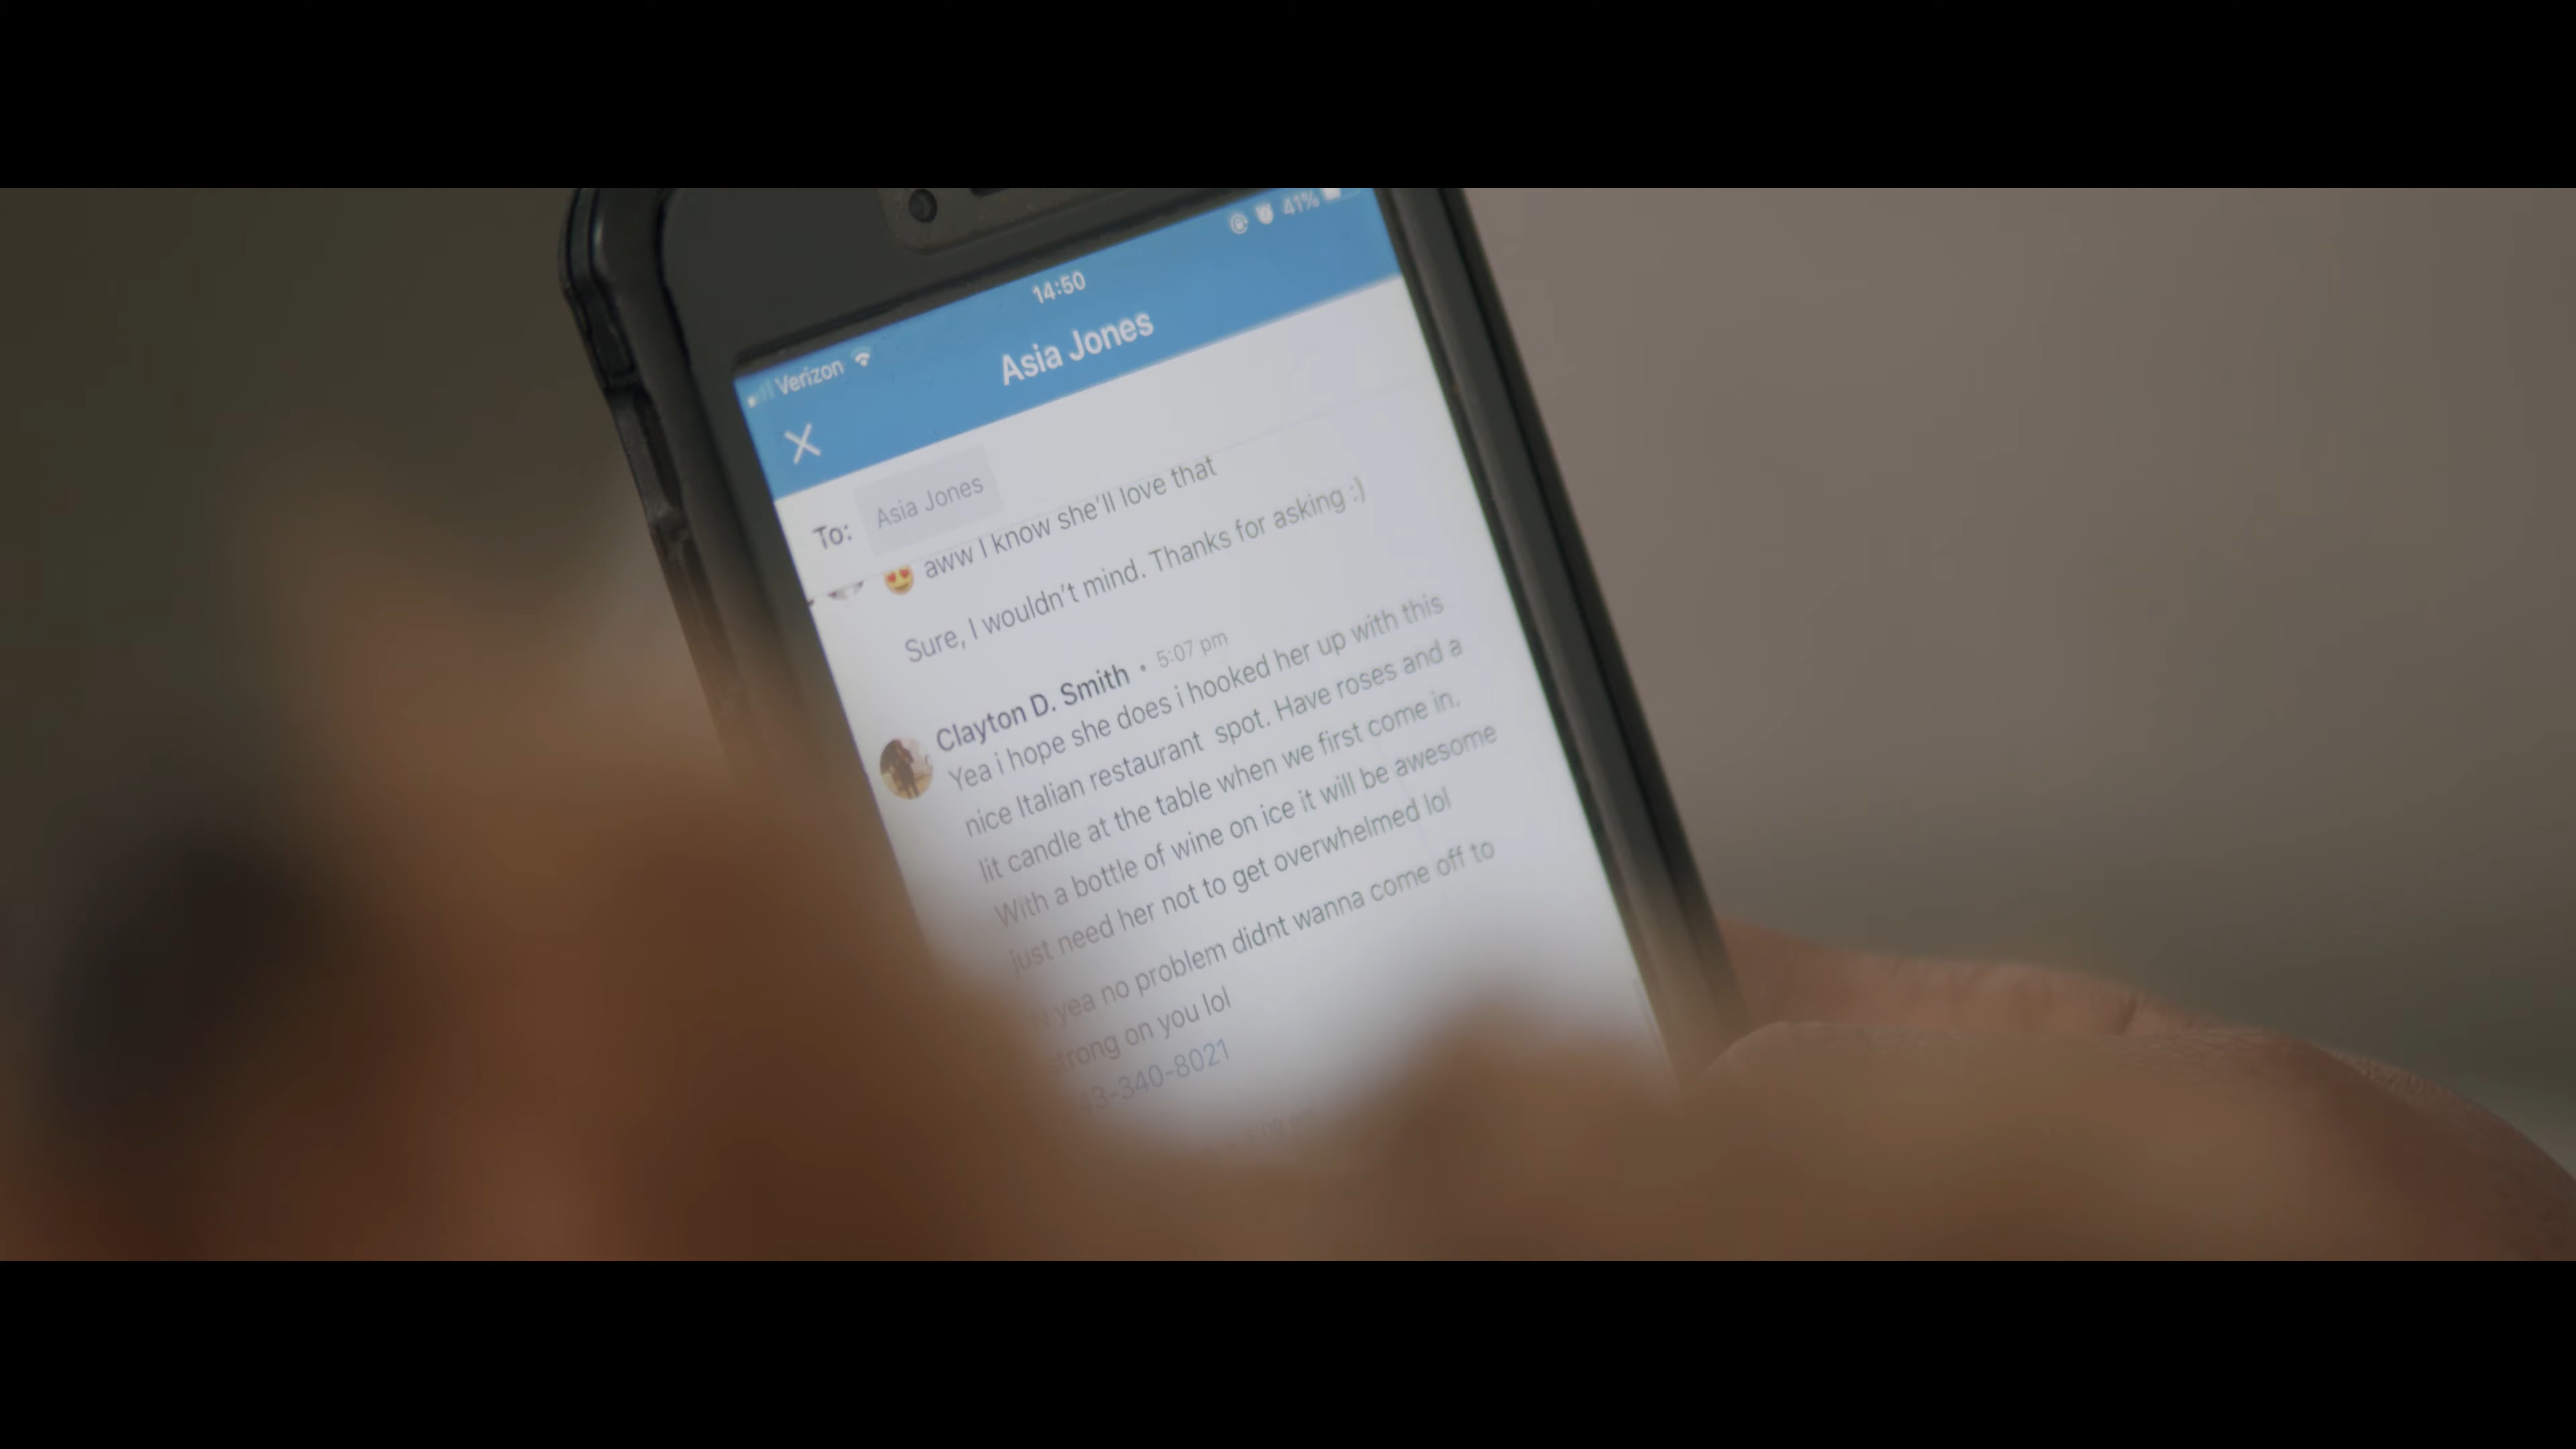 41%
14:50
Verizon
Asia Jones
To: Asia Jones
😍 aww I know she'll love that
Sure, I wouldn't mind. Thanks for asking :)
Clayton D. Smith • 5:07 pm
Yea i hope she does i hooked her up with this
nice Italian restaurant spot. Have roses and a
lit candle at the table when we first come in.
With a bottle of wine on ice it will be awesome
just need her not to get overwhelmed lol
yea no problem didnt wanna come off to
trong on you lol
43-340-8021